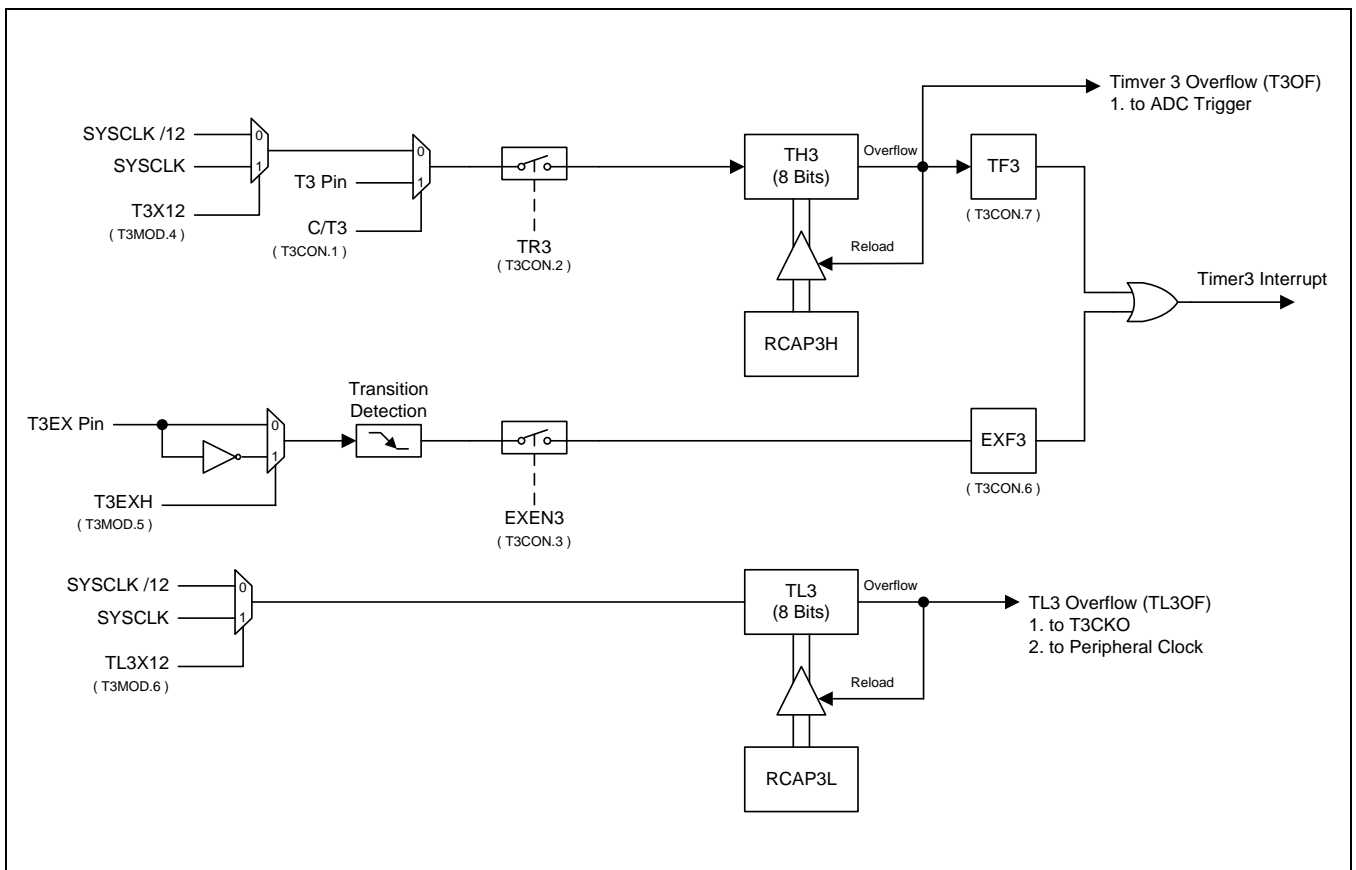 Timver 3 Overflow (T3OF)
1. to ADC Trigger
SYSCLK /12
0
SYSCLK
1
T3X12
( T3MOD.4 )
0
T3 Pin
1
C/T3
( T3CON.1 )
TR3
( T3CON.2 )
TH3
(8 Bits)
Overflow
TF3
( T3CON.7 )
Reload
RCAP3H
Timer3 Interrupt
T3EX Pin
0
1
T3EXH
( T3MOD.5 )
Transition
Detection
EXEN3
( T3CON.3 )
EXF3
( T3CON.6 )
SYSCLK /12
0
SYSCLK
1
TL3X12
( T3MOD.6 )
TL3
(8 Bits)
Overflow
Reload
RCAP3L
TL3 Overflow (TL3OF)
1. to T3CKO
2. to Peripheral Clock